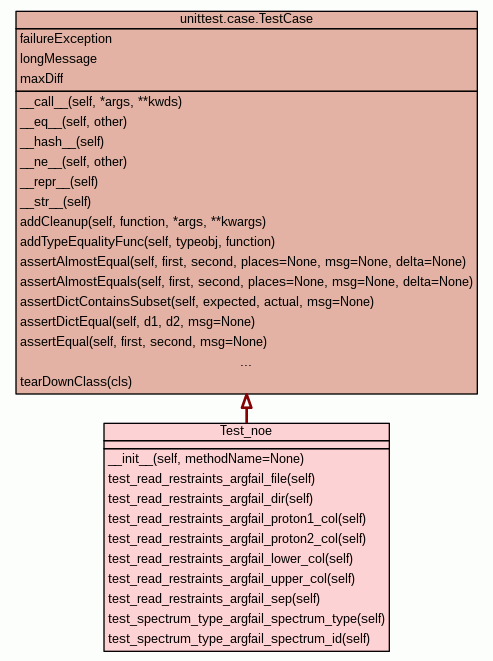 unittest.case.TestCase
failureException
longMessage
maxDiff
__call__(self, *args, **kwds)
__eq__(self, other)
__hash__(self)
__ne__(self, other)
__repr__(self)
__str__(self)
addCleanup(self, function, *args, **kwargs)
addTypeEqualityFunc(self, typeobj, function)
assertAlmostEqual(self, first, second, places=None, msg=None, delta=None)
assertAlmostEquals(self, first, second, places=None, msg=None, delta=None)
assertDictContainsSubset(self, expected, actual, msg=None)
assertDictEqual(self, d1, d2, msg=None)
assertEqual(self, first, second, msg=None)
...
tearDownClass(cls)
Test_noe
__init__(self, methodName=None)
test_read_restraints_argfail_file(self)
test_read_restraints_argfail_dir(self)
test_read_restraints_argfail_proton1_col(self)
test_read_restraints_argfail_proton2_col(self)
test_read_restraints_argfail_lower_col(self)
test_read_restraints_argfail_upper_col(self)
test_read_restraints_argfail_sep(self)
test_spectrum_type_argfail_spectrum_type(self)
test_spectrum_type_argfail_spectrum_id(self)